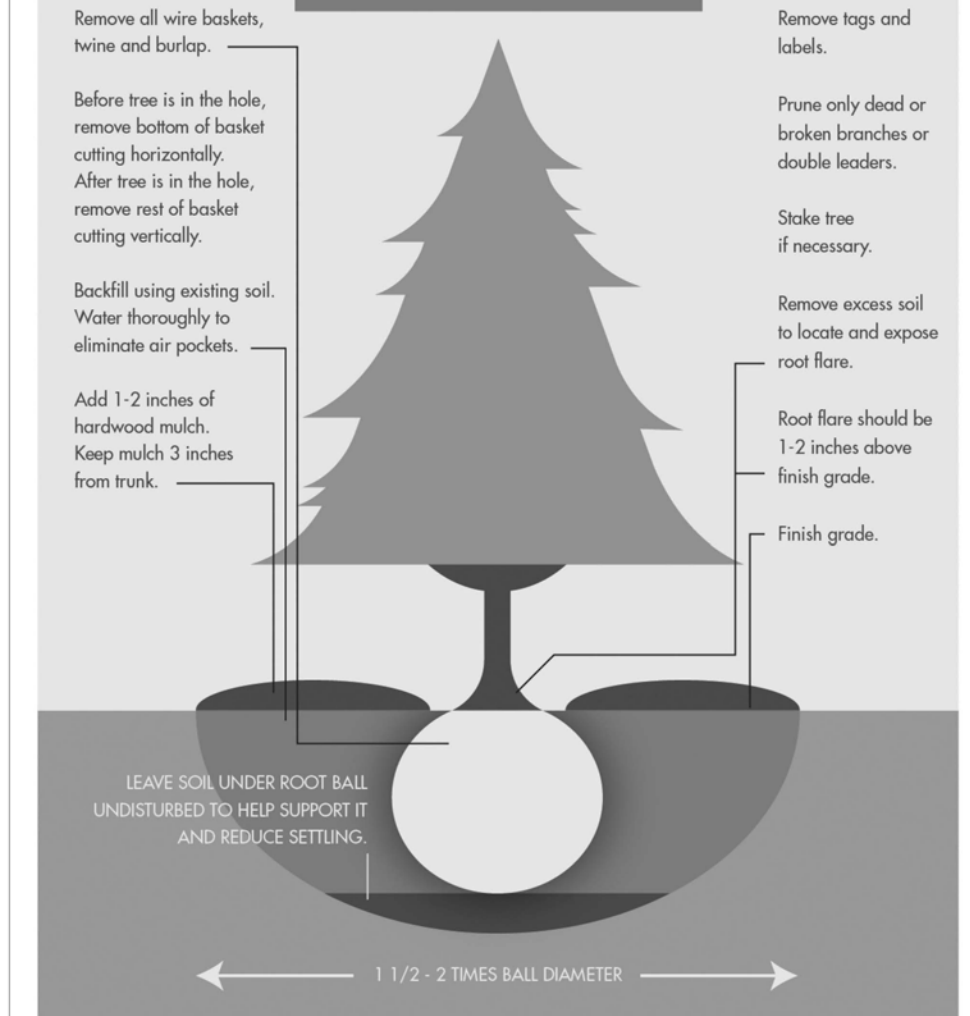 Remove all wire baskets,
twine and burlap.
Before tree is in the hole,
remove bottom of basket
cutting horizontally.
After tree is in the hole,
remove rest of basket
cutting vertically.
Backfill using existing soil.
Water thoroughly to
eliminate air pockets.
Add 1-2 inches of
hardwood mulch.
Keep mulch 3 inches
from trunk.
Remove tags and
labels.
Prune only dead or
broken branches or
double leaders.
Stake tree
if necessary.
Remove excess soil
to locate and expose
root flare.
Root flare should be
1-2 inches above
finish grade.
Finish grade.
LEAVE SOIL UNDER ROOT BALL
UNDISTURBED TO HELP SUPPORT IT
AND REDUCE SETTLING.
1 1/2 - 2 TIMES BALL DIAMETER